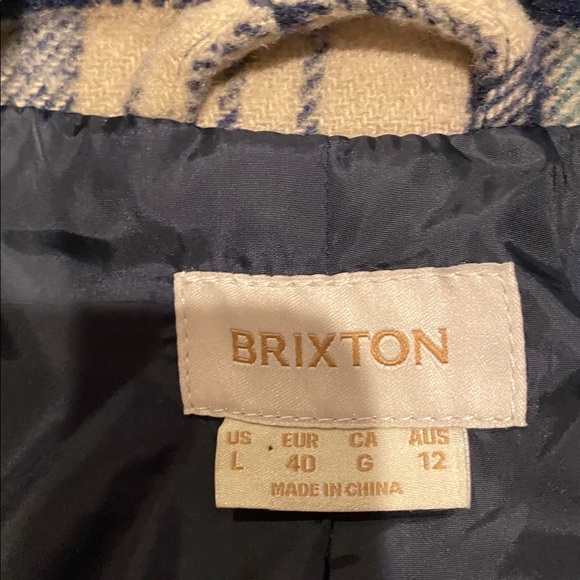 BRIXTON
US EUR CA AUS
L 40 G 12
MADE IN CHINA